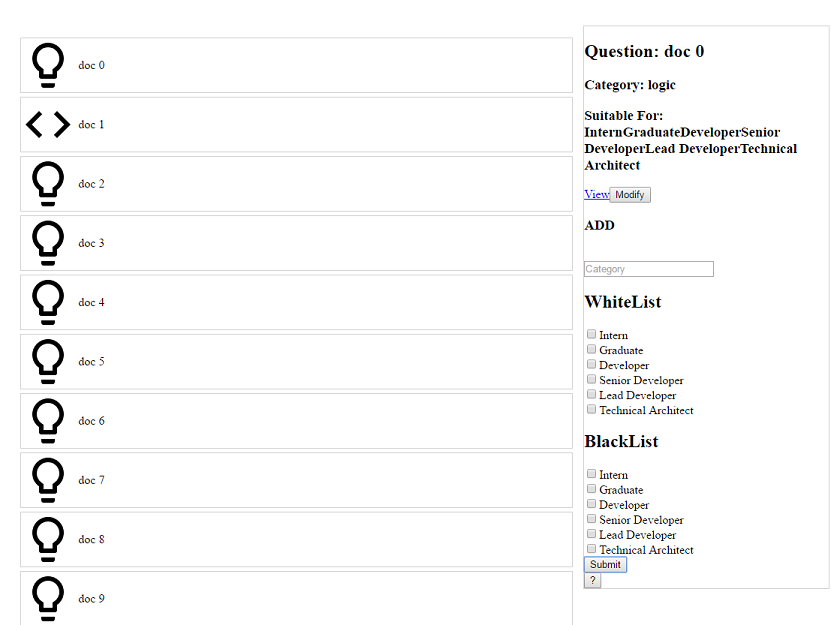 doc 0
doc 1
doc 2
doc 3
doc 4
doc 5
doc 6
doc 7
doc 8
doc 9
Question: doc 0
Category: logic
Suitable For:
InternGraduateDeveloperSenior
DeveloperLead DeveloperTechnical
Architect
View Modify
ADD
Category
WhiteList
Intern
Graduate
Developer
Senior Developer
Lead Developer
Technical Architect
BlackList
Intern
Graduate
Developer
Senior Developer
Lead Developer
Technical Architect
Submit
?